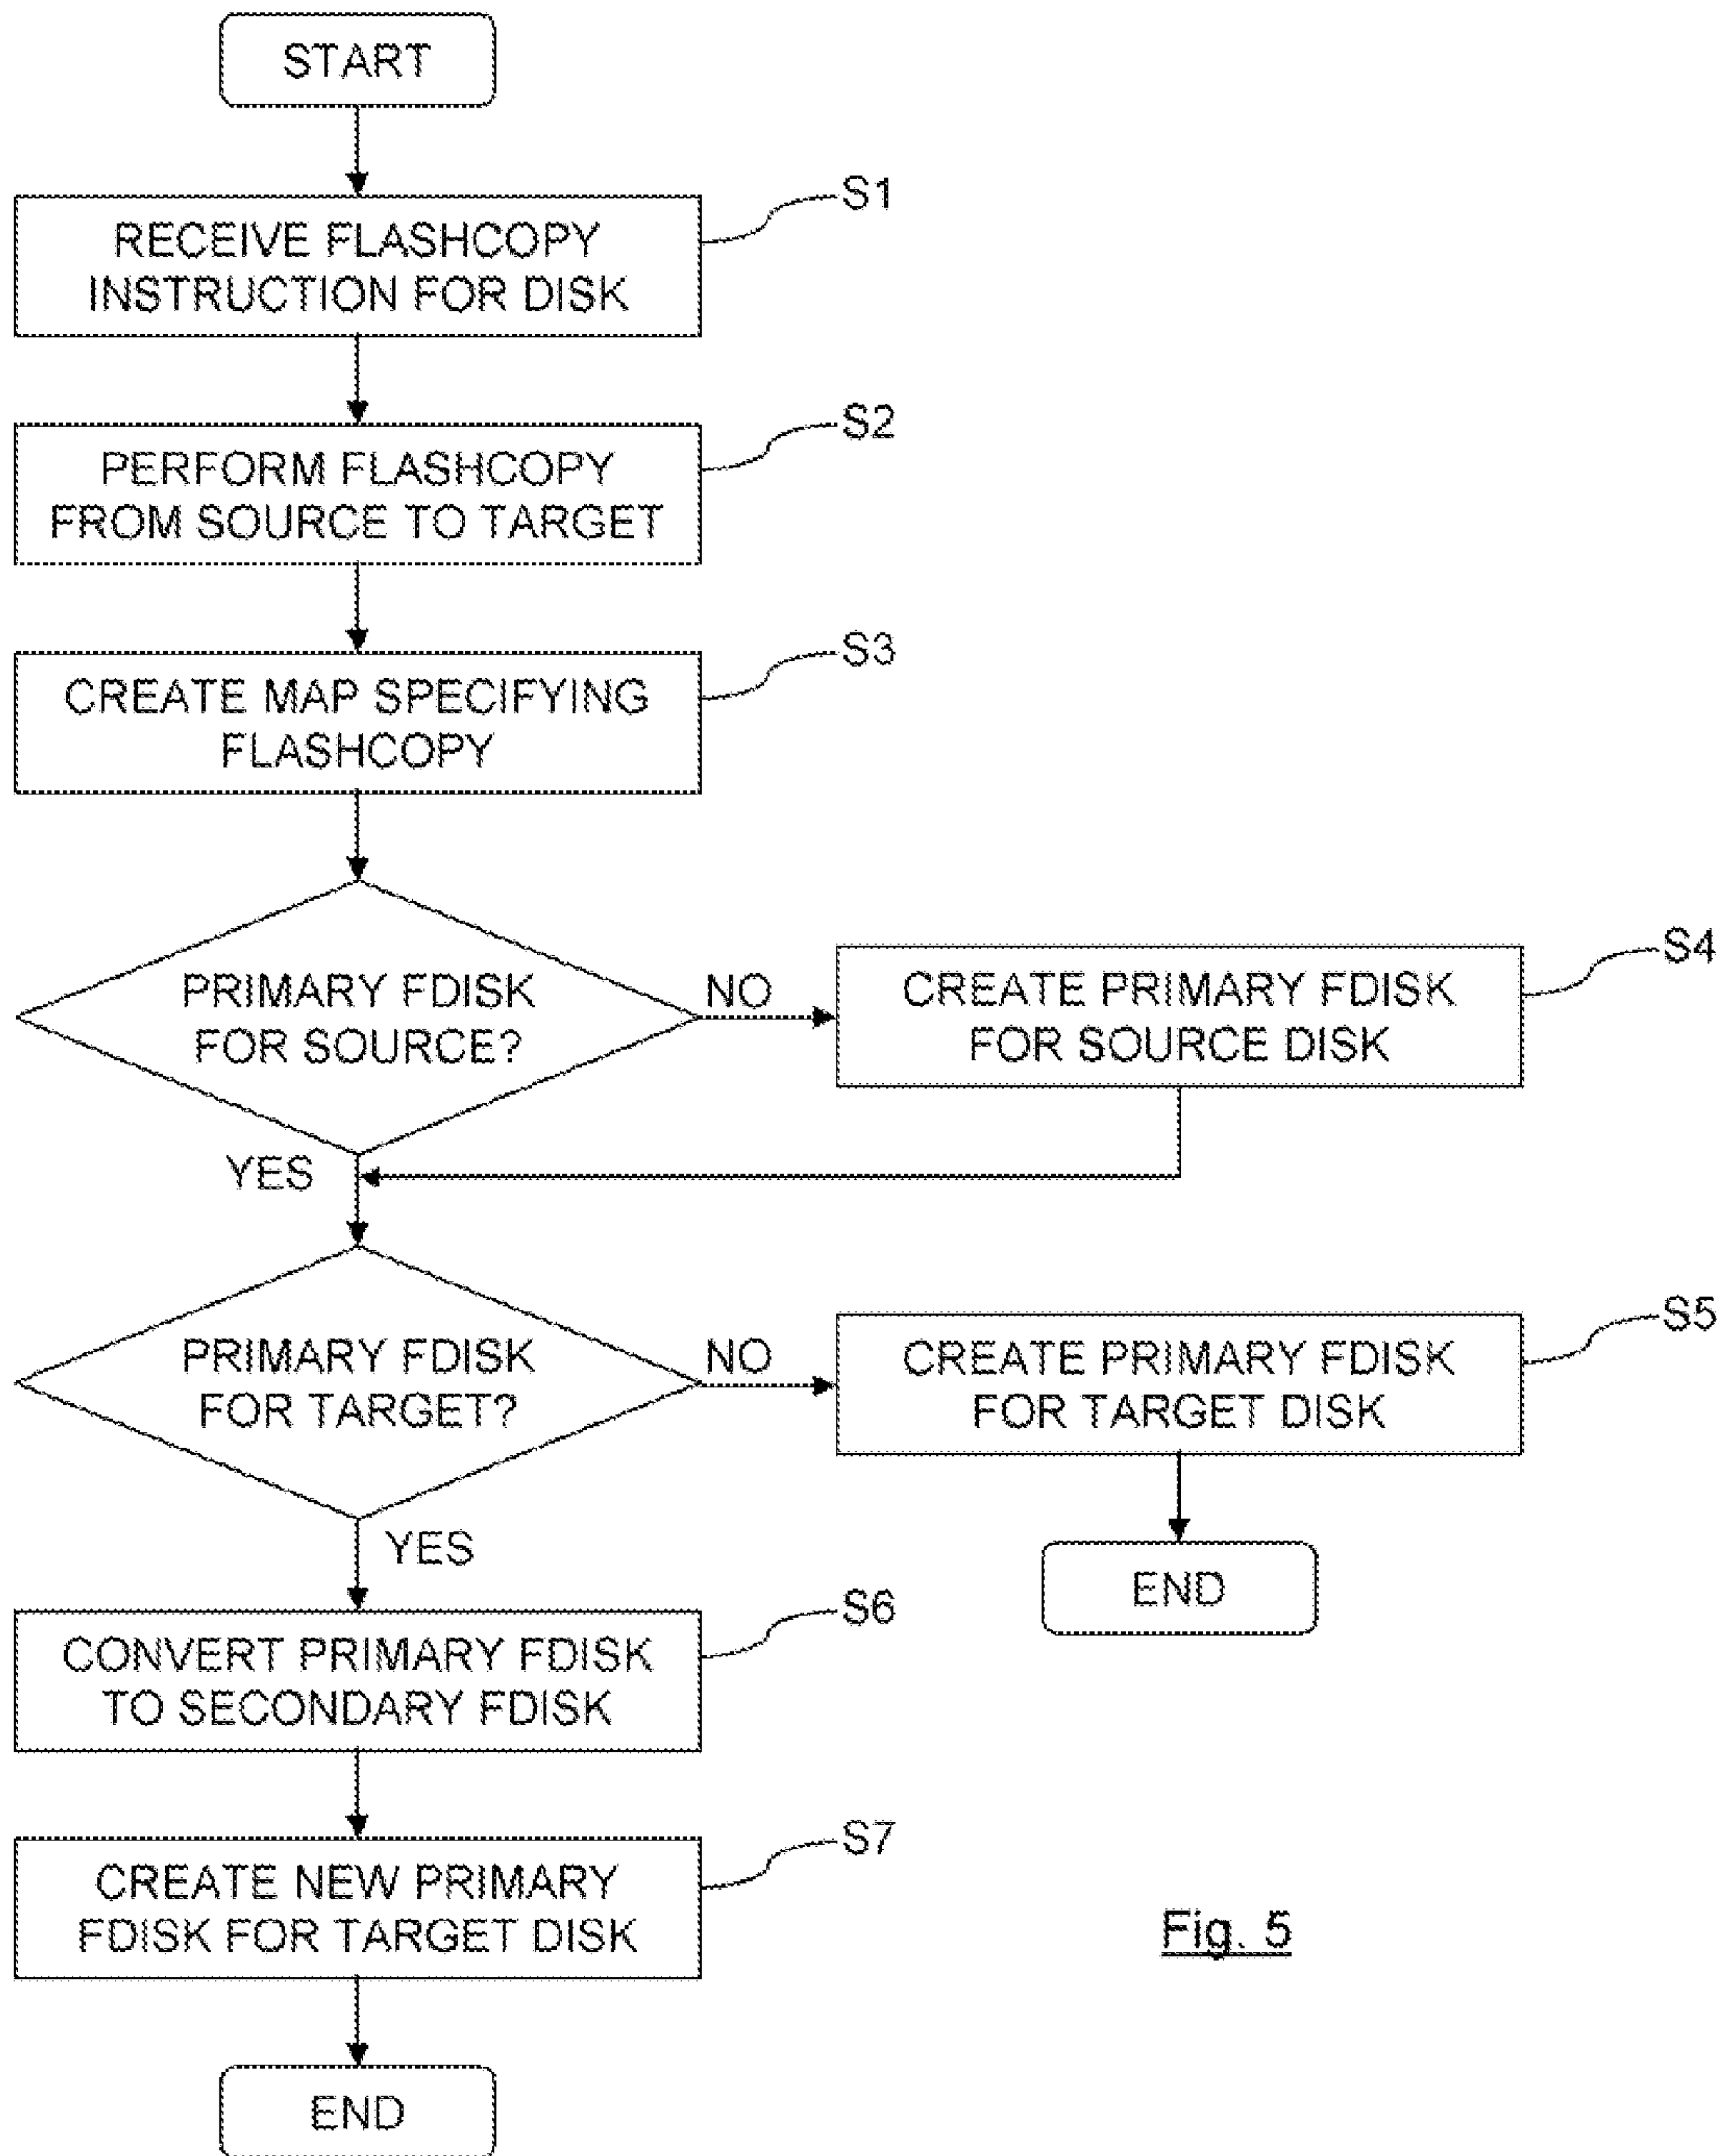 START
S1
RECEIVE FLASHCOPY
INSTRUCTION FOR DISK
S2
PERFORM FLASHCOPY
FROM SOURCE TO TARGET
S3
CREATE MAP SPECIFYING
FLASHCOPY
PRIMARY FDISK
FOR SOURCE?
NO
S4
CREATE PRIMARY FDISK
FOR SOURCE DISK
YES
PRIMARY FDISK
FOR TARGET?
NO
S5
CREATE PRIMARY FDISK
FOR TARGET DISK
END
YES
S6
CONVERT PRIMARY FDISK
TO SECONDARY FDISK
S7
CREATE NEW PRIMARY
FDISK FOR TARGET DISK
END
Fig. 5